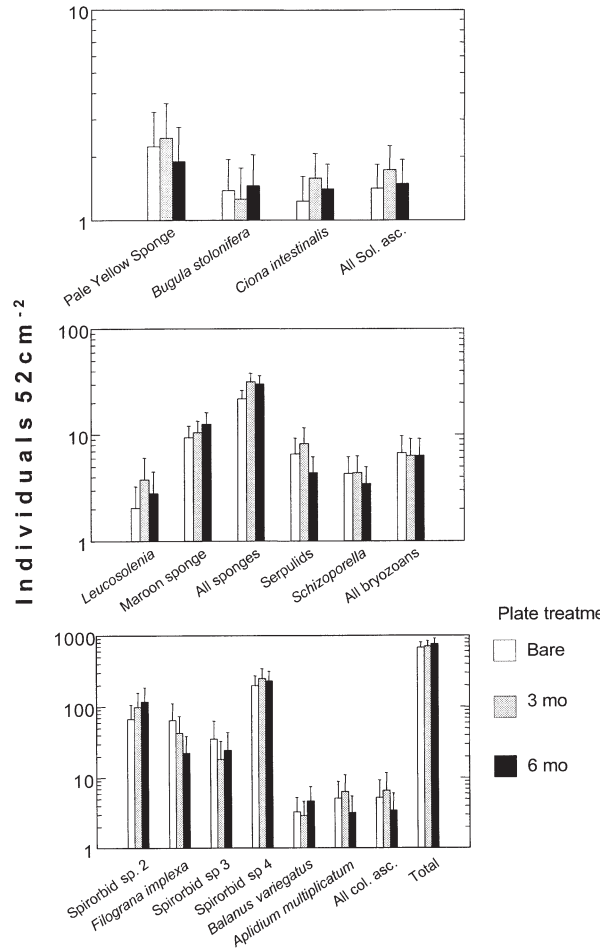 Individuals 52cm-2
10
1
Pale Yellow Sponge
Bugula stolonifera
Ciona intestinalis
All Sol. asc.
100
10
1
Leucosolenia
Maroon sponge
All sponges
Serpulids
Schizoporella
All bryozoans
1000
100
10
1
Spirorbid sp. 2
Filograna implexa
Spirorbid sp 3
Spirorbid sp 4
Balanus variegatus
Aplidium multiplicatum
All col. asc.
Total
Plate treatme
Bare
3 mo
6 mo